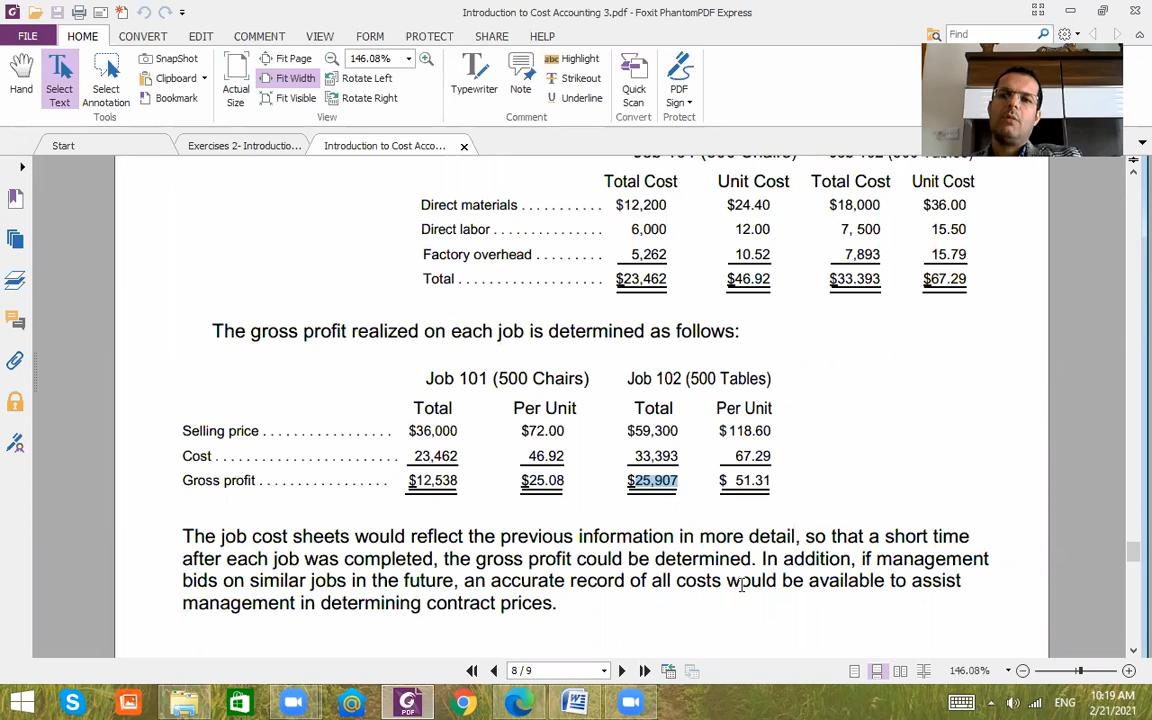 Introduction to Cost Accounting 3.pdf - Foxit PhantomPDF Express
FILE HOME CONVERT EDIT COMMENT VIEW FORM PROTECT SHARE HELP Find
Hand
Select Text
Select Annotation
SnapShot
Clipboard
Bookmark
Tools
Actual Size
Fit Page
Fit Width
Fit Visible
146.08%
Rotate Left
Rotate Right
View
Typewriter
Note
Highlight
Strikeout
Underline
Comment
Quick Scan
Convert
PDF Sign
Protect
Start Exercises 2- Introductio... Introduction to Cost Acco...
Job 101 (500 Chairs) Job 102 (500 Tables)
Total Cost Unit Cost Total Cost Unit Cost
Direct materials . . . . . . . . . . . $12,200 $24.40 $18,000 $36.00
Direct labor . . . . . . . . . . . . . . . 6,000 12.00 7, 500 15.50
Factory overhead . . . . . . . . . 5,262 10.52 7,893 15.79
Total . . . . . . . . . . . . . . . . . . . $23,462 $46.92 $33.393 $67.29
The gross profit realized on each job is determined as follows:
Job 101 (500 Chairs) Job 102 (500 Tables)
Total Per Unit Total Per Unit
Selling price . . . . . . . . . . . . . . . . . $36,000 $72.00 $59,300 $ 118.60
Cost . . . . . . . . . . . . . . . . . . . . . . . . 23,462 46.92 33,393 67.29
Gross profit . . . . . . . . . . . . . . . . . . $12,538 $25.08 $25,907 $ 51.31
The job cost sheets would reflect the previous information in more detail, so that a short time
after each job was completed, the gross profit could be determined. In addition, if management
bids on similar jobs in the future, an accurate record of all costs would be available to assist
management in determining contract prices.
8 / 9 146.08%
PDF
ENG
10:19 AM
2/21/2021